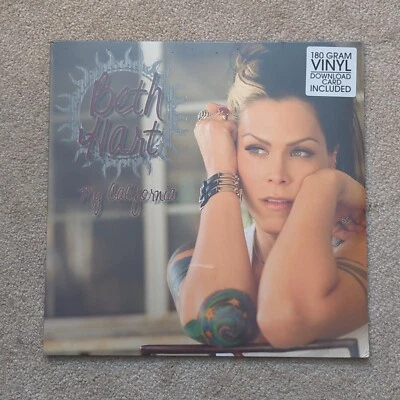 Beth
Hart
My California
180 GRAM
VINYL
DOWNLOAD
CARD
INCLUDED